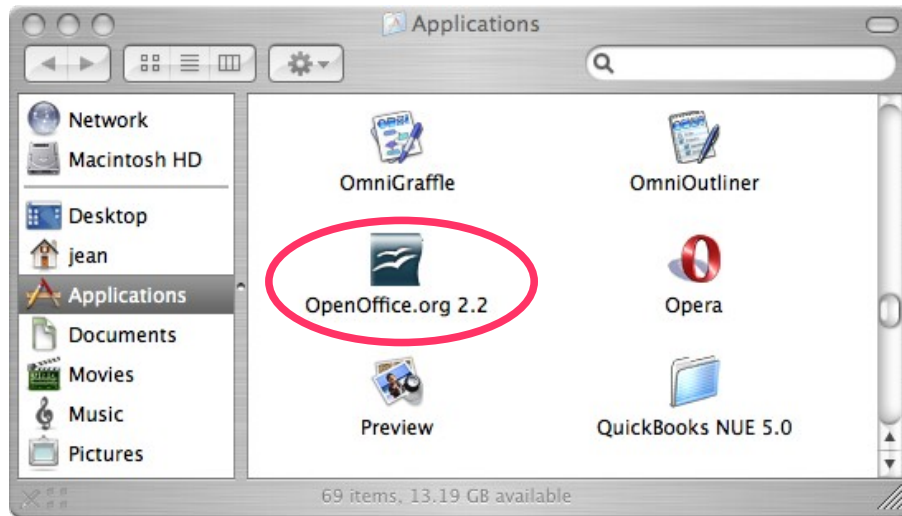 Applications
Network
Macintosh HD
Desktop
jean
Applications
Documents
Movies
Music
Pictures
OmniGraffle
OmniOutliner
OpenOffice.org 2.2
Opera
Preview
QuickBooks NUE 5.0
69 items, 13.19 GB available